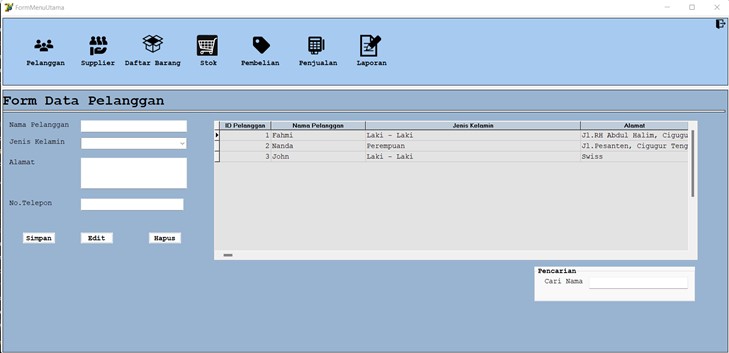 FormMenuUtama
Pelanggan Supplier Daftar Barang Stok Pembelian Penjualan Laporan
Form Data Pelanggan
Nama Pelanggan
Jenis Kelamin
Alamat
No.Telepon
Simpan Edit Hapus
ID Pelanggan Nama Pelanggan Jenis Kelamin Alamat
1 Fahmi Laki - Laki Jl.RH Abdul Halim, Cigugu
2 Nanda Perempuan Jl.Pesanten, Cigugur Teng
3 John Laki - Laki Swiss
Pencarian
Cari Nama